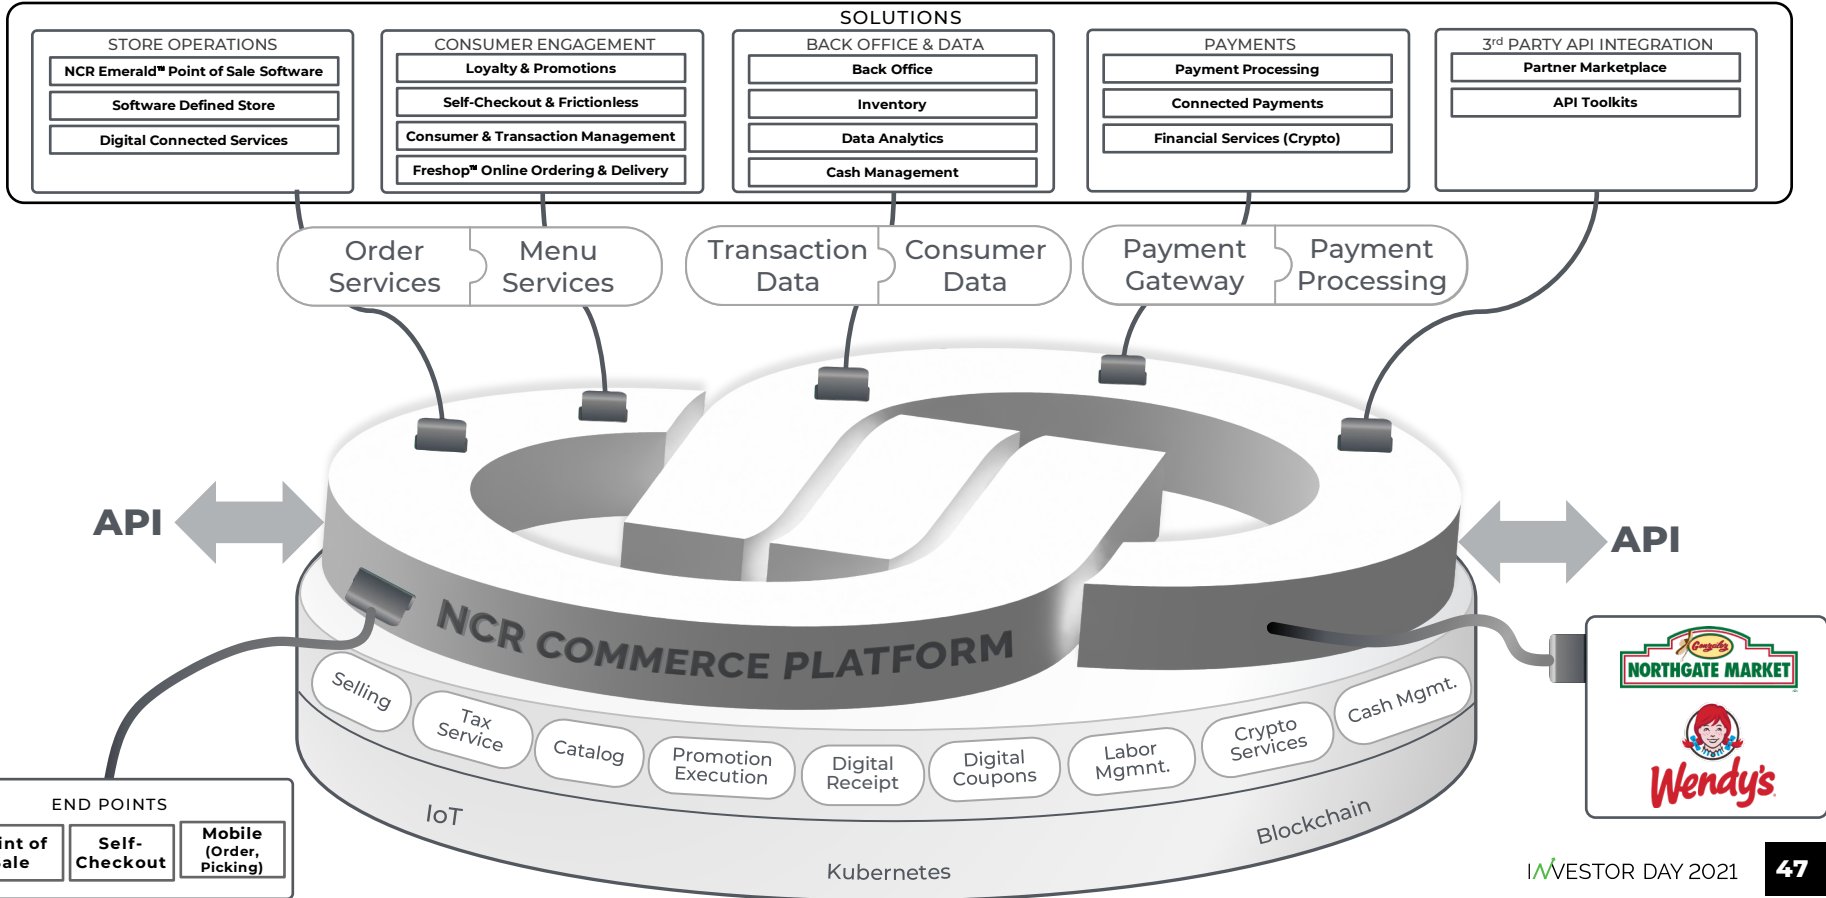 SOLUTIONS
STORE OPERATIONS
NCR Emerald™ Point of Sale Software
Software Defined Store
Digital Connected Services
CONSUMER ENGAGEMENT
Loyalty & Promotions
Self-Checkout & Frictionless
Consumer & Transaction Management
Freshop™ Online Ordering & Delivery
BACK OFFICE & DATA
Back Office
Inventory
Data Analytics
Cash Management
PAYMENTS
Payment Processing
Connected Payments
Financial Services (Crypto)
3rd PARTY API INTEGRATION
Partner Marketplace
API Toolkits
Order
Services
Menu
Services
Transaction
Data
Consumer
Data
Payment
Gateway
Payment
Processing
API
API
NCR COMMERCE PLATFORM
Selling
Tax
Service
Catalog
Promotion
Execution
Digital
Receipt
Digital
Coupons
Labor
Mgmnt.
Crypto
Services
Cash Mgmt.
IoT
Kubernetes
Blockchain
Gonzalez
NORTHGATE MARKET
Wendy's
END POINTS
int of
ale
Self-
Checkout
Mobile
(Order,
Picking)
INVESTOR DAY 2021
47